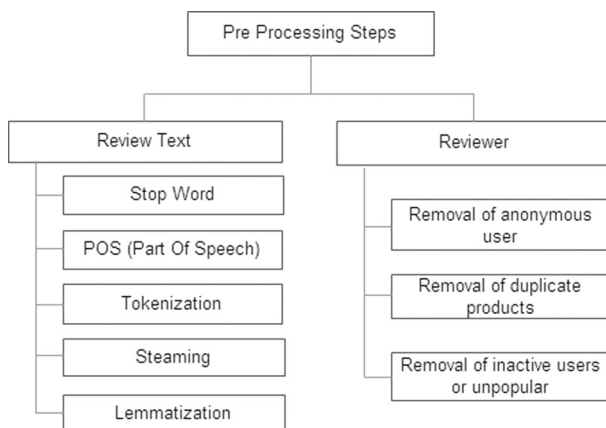 Pre Processing Steps
Review Text
Stop Word
POS (Part Of Speech)
Tokenization
Steaming
Lemmatization
Reviewer
Removal of anonymous
user
Removal of duplicate
products
Removal of inactive users
or unpopular